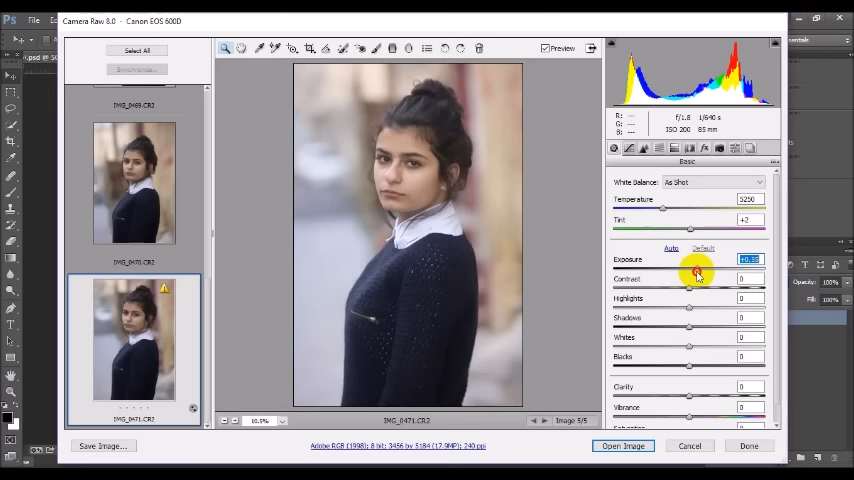 Camera Raw 8.0 - Canon EOS 600D
Ps File
Select All
Synchronize...
IMG_0469.CR2
IMG_0470.CR2
IMG_0471.CR2
Preview
R: ---
G: ---
B: ---
f/1.8 1/640 s
ISO 200 85 mm
Basic
White Balance: As Shot
Temperature 5250
Tint +2
Auto Default
Exposure +0.55
Contrast 0
Highlights 0
Shadows 0
Whites 0
Blacks 0
Clarity 0
Vibrance 0
10.5%
IMG_0471.CR2
Image 5/5
Save Image...
Adobe RGB (1998); 8 bit; 3456 by 5184 (17.9MP); 240 ppi
Open Image
Cancel
Done
Opacity: 100%
Fill: 100%